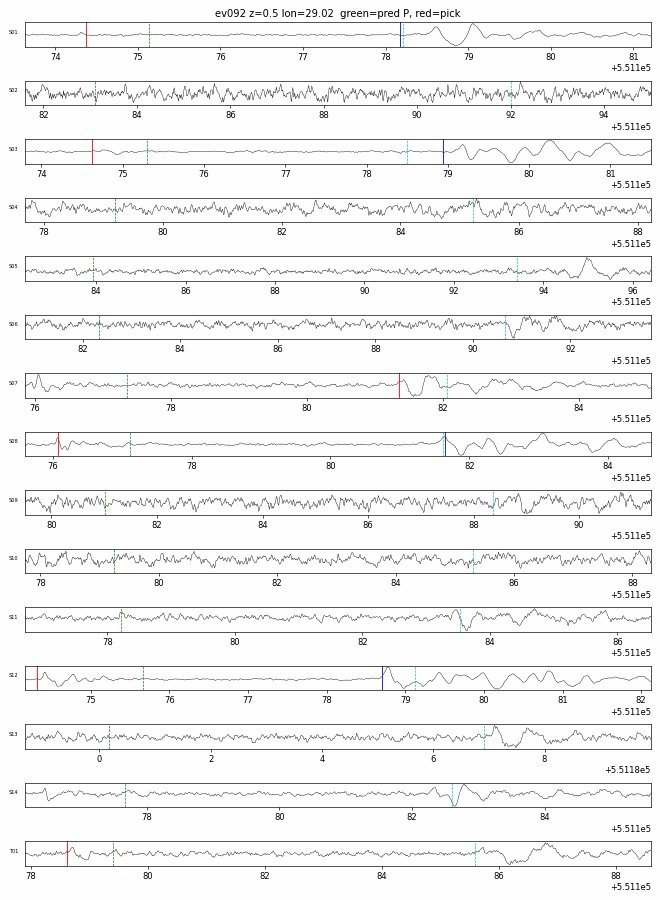 ev092 z=0.5 lon=29.02 green=pred P, red=pick
S01
74 75 76 77 78 79 80 81
+5.511e5
S02
82 84 86 88 90 92 94
+5.511e5
S03
74 75 76 77 78 79 80 81
+5.511e5
S04
78 80 82 84 86 88
+5.511e5
S05
84 86 88 90 92 94 96
+5.511e5
S06
82 84 86 88 90 92
+5.511e5
S07
76 78 80 82 84
+5.511e5
S08
76 78 80 82 84
+5.511e5
S09
80 82 84 86 88 90
+5.511e5
S10
78 80 82 84 86 88
+5.511e5
S11
78 80 82 84 86
+5.511e5
S12
75 76 77 78 79 80 81 82
+5.511e5
S13
0 2 4 6 8
+5.5118e5
S14
78 80 82 84
+5.511e5
T01
78 80 82 84 86 88
+5.511e5